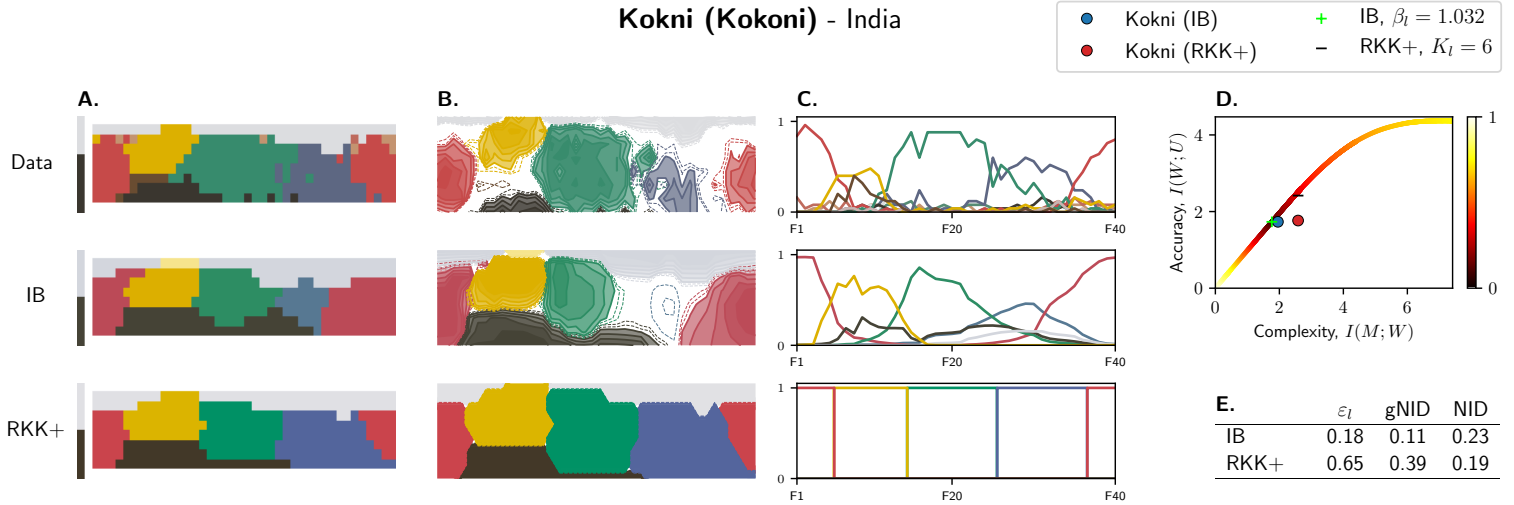 Kokni (Kokoni) - India
Kokni (IB)
Kokni (RKK+)
IB, $\beta_l = 1.032$
RKK+, $K_l = 6$
A.
B.
C.
D.
Data
IB
RKK+
1
0
F1
F20
F40
1
0
F1
F20
F40
1
0
F1
F20
F40
Accuracy, $I(W;U)$
4
2
0
0
2
4
6
Complexity, $I(M;W)$
1
0
E.
$\varepsilon_l$ gNID NID
IB 0.18 0.11 0.23
RKK+ 0.65 0.39 0.19